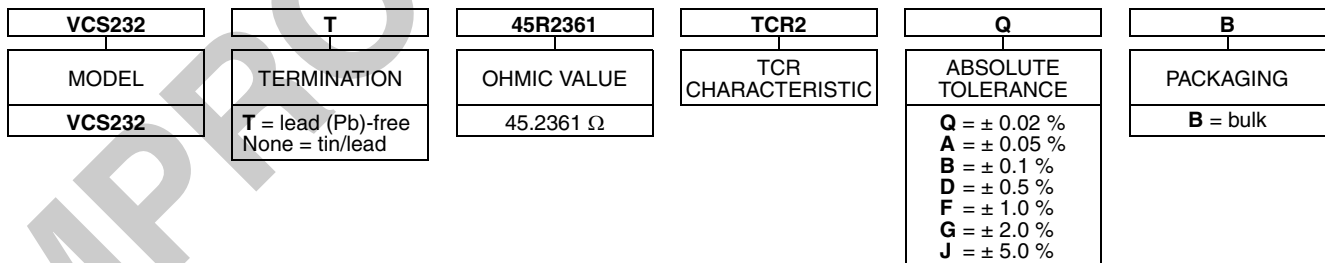 VCS232 T 45R2361 TCR2 Q B
MODEL TERMINATION OHMIC VALUE TCR CHARACTERISTIC ABSOLUTE TOLERANCE PACKAGING
VCS232
T = lead (Pb)-free
None = tin/lead
45.2361 Ω
Q = ± 0.02 %
A = ± 0.05 %
B = ± 0.1 %
D = ± 0.5 %
F = ± 1.0 %
G = ± 2.0 %
J = ± 5.0 %
B = bulk
MPRO